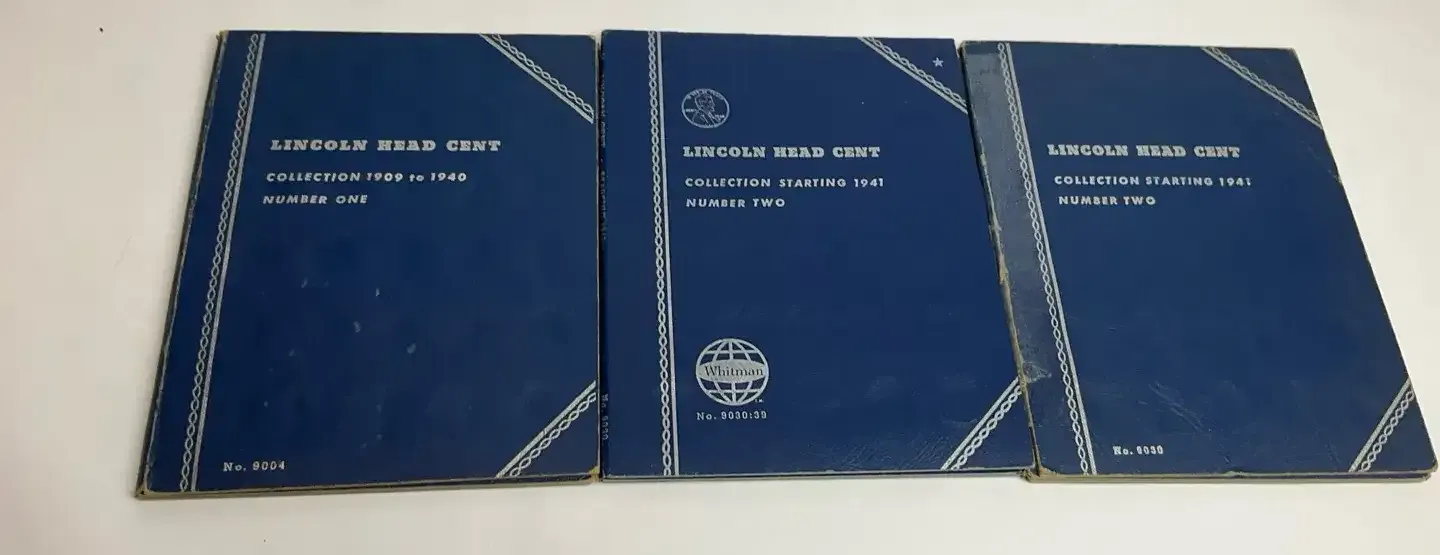 LINCOLN HEAD CENT
COLLECTION 1909 to 1940
NUMBER ONE
No. 9004
LINCOLN HEAD CENT
COLLECTION STARTING 1941
NUMBER TWO
Whitman
No. 9030:39
LINCOLN HEAD CENT
COLLECTION STARTING 1941
NUMBER TWO
No. 9030